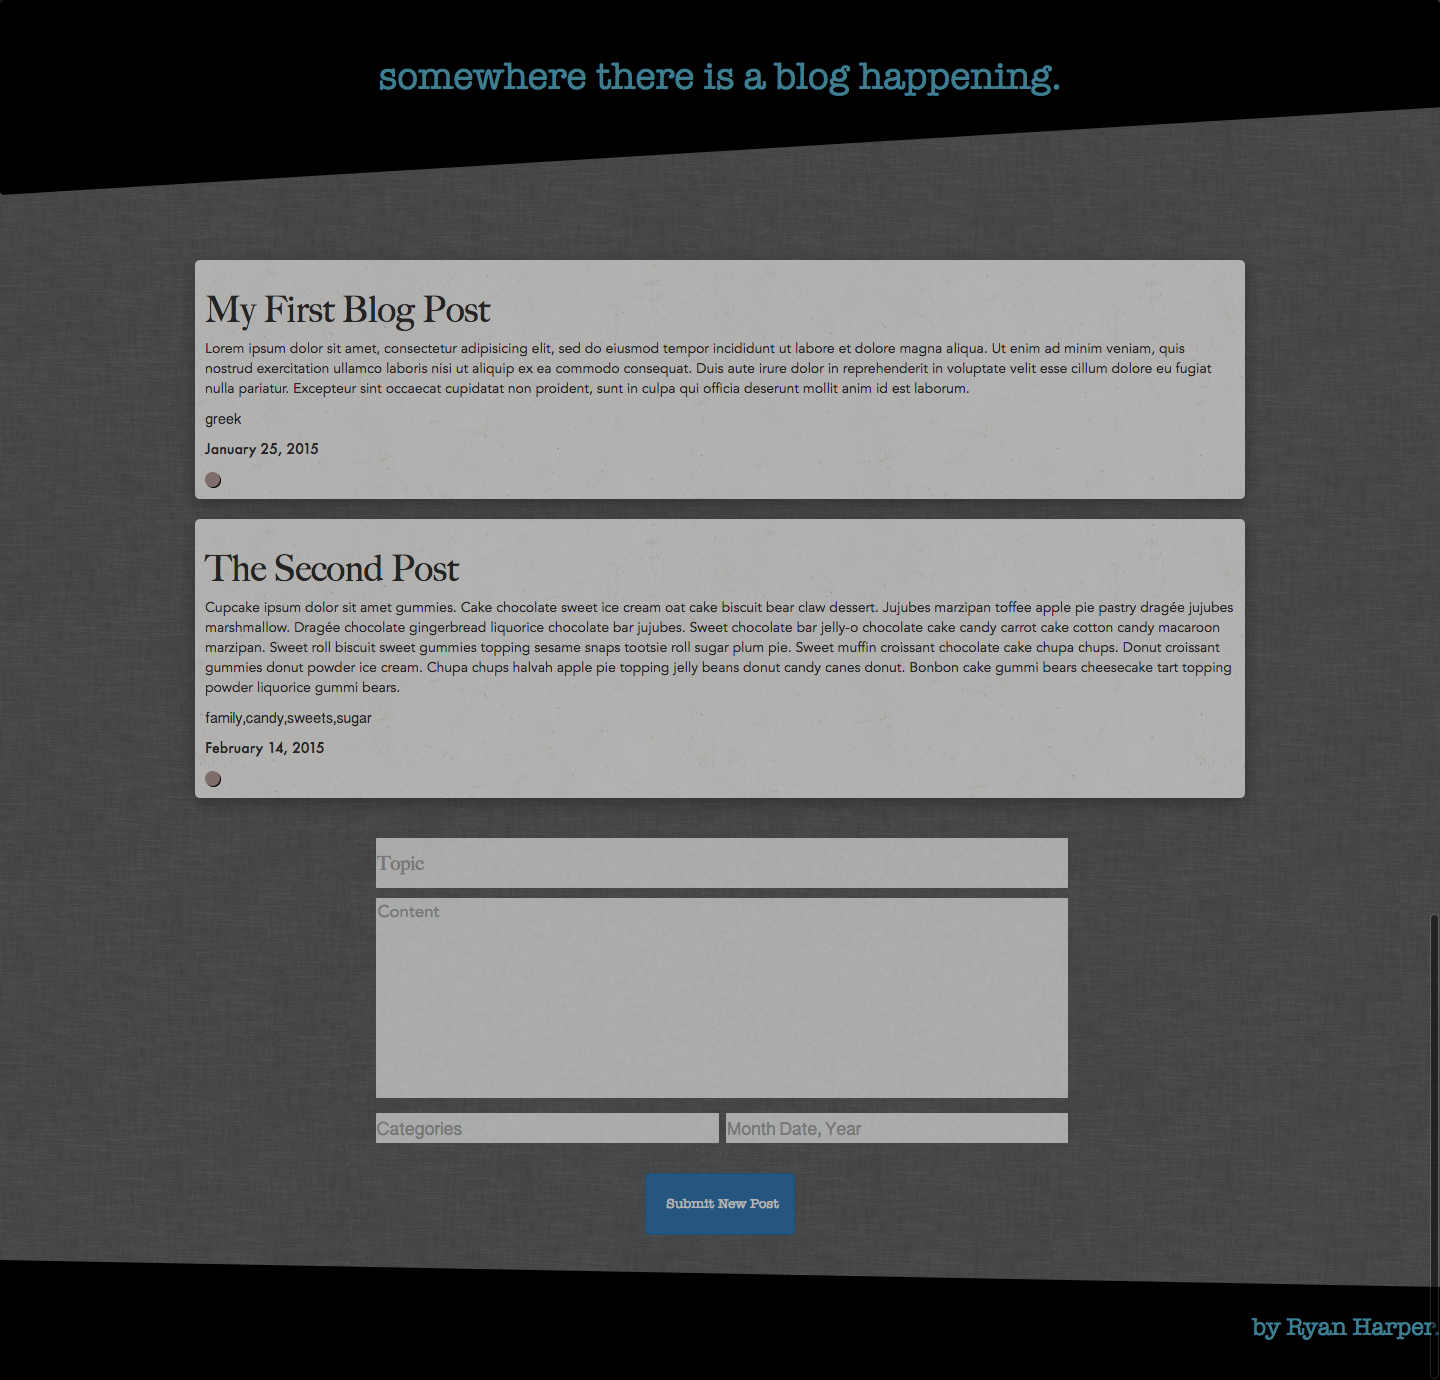 somewhere there is a blog happening.
My First Blog Post
Lorem ipsum dolor sit amet, consectetur adipisicing elit, sed do eiusmod tempor incididunt ut labore et dolore magna aliqua. Ut enim ad minim veniam, quis
nostrud exercitation ullamco laboris nisi ut aliquip ex ea commodo consequat. Duis aute irure dolor in reprehenderit in voluptate velit esse cillum dolore eu fugiat
nulla pariatur. Excepteur sint occaecat cupidatat non proident, sunt in culpa qui officia deserunt mollit anim id est laborum.
greek
January 25, 2015
The Second Post
Cupcake ipsum dolor sit amet gummies. Cake chocolate sweet ice cream oat cake biscuit bear claw dessert. Jujubes marzipan toffee apple pie pastry dragée jujubes
marshmallow. Dragée chocolate gingerbread liquorice chocolate bar jujubes. Sweet chocolate bar jelly-o chocolate cake candy carrot cake cotton candy macaroon
marzipan. Sweet roll biscuit sweet gummies topping sesame snaps tootsie roll sugar plum pie. Sweet muffin croissant chocolate cake chupa chups. Donut croissant
gummies donut powder ice cream. Chupa chups halvah apple pie topping jelly beans donut candy canes donut. Bonbon cake gummi bears cheesecake tart topping
powder liquorice gummi bears.
family,candy,sweets,sugar
February 14, 2015
Topic
Content
Categories
Month Date, Year
Submit New Post
by Ryan Harper.